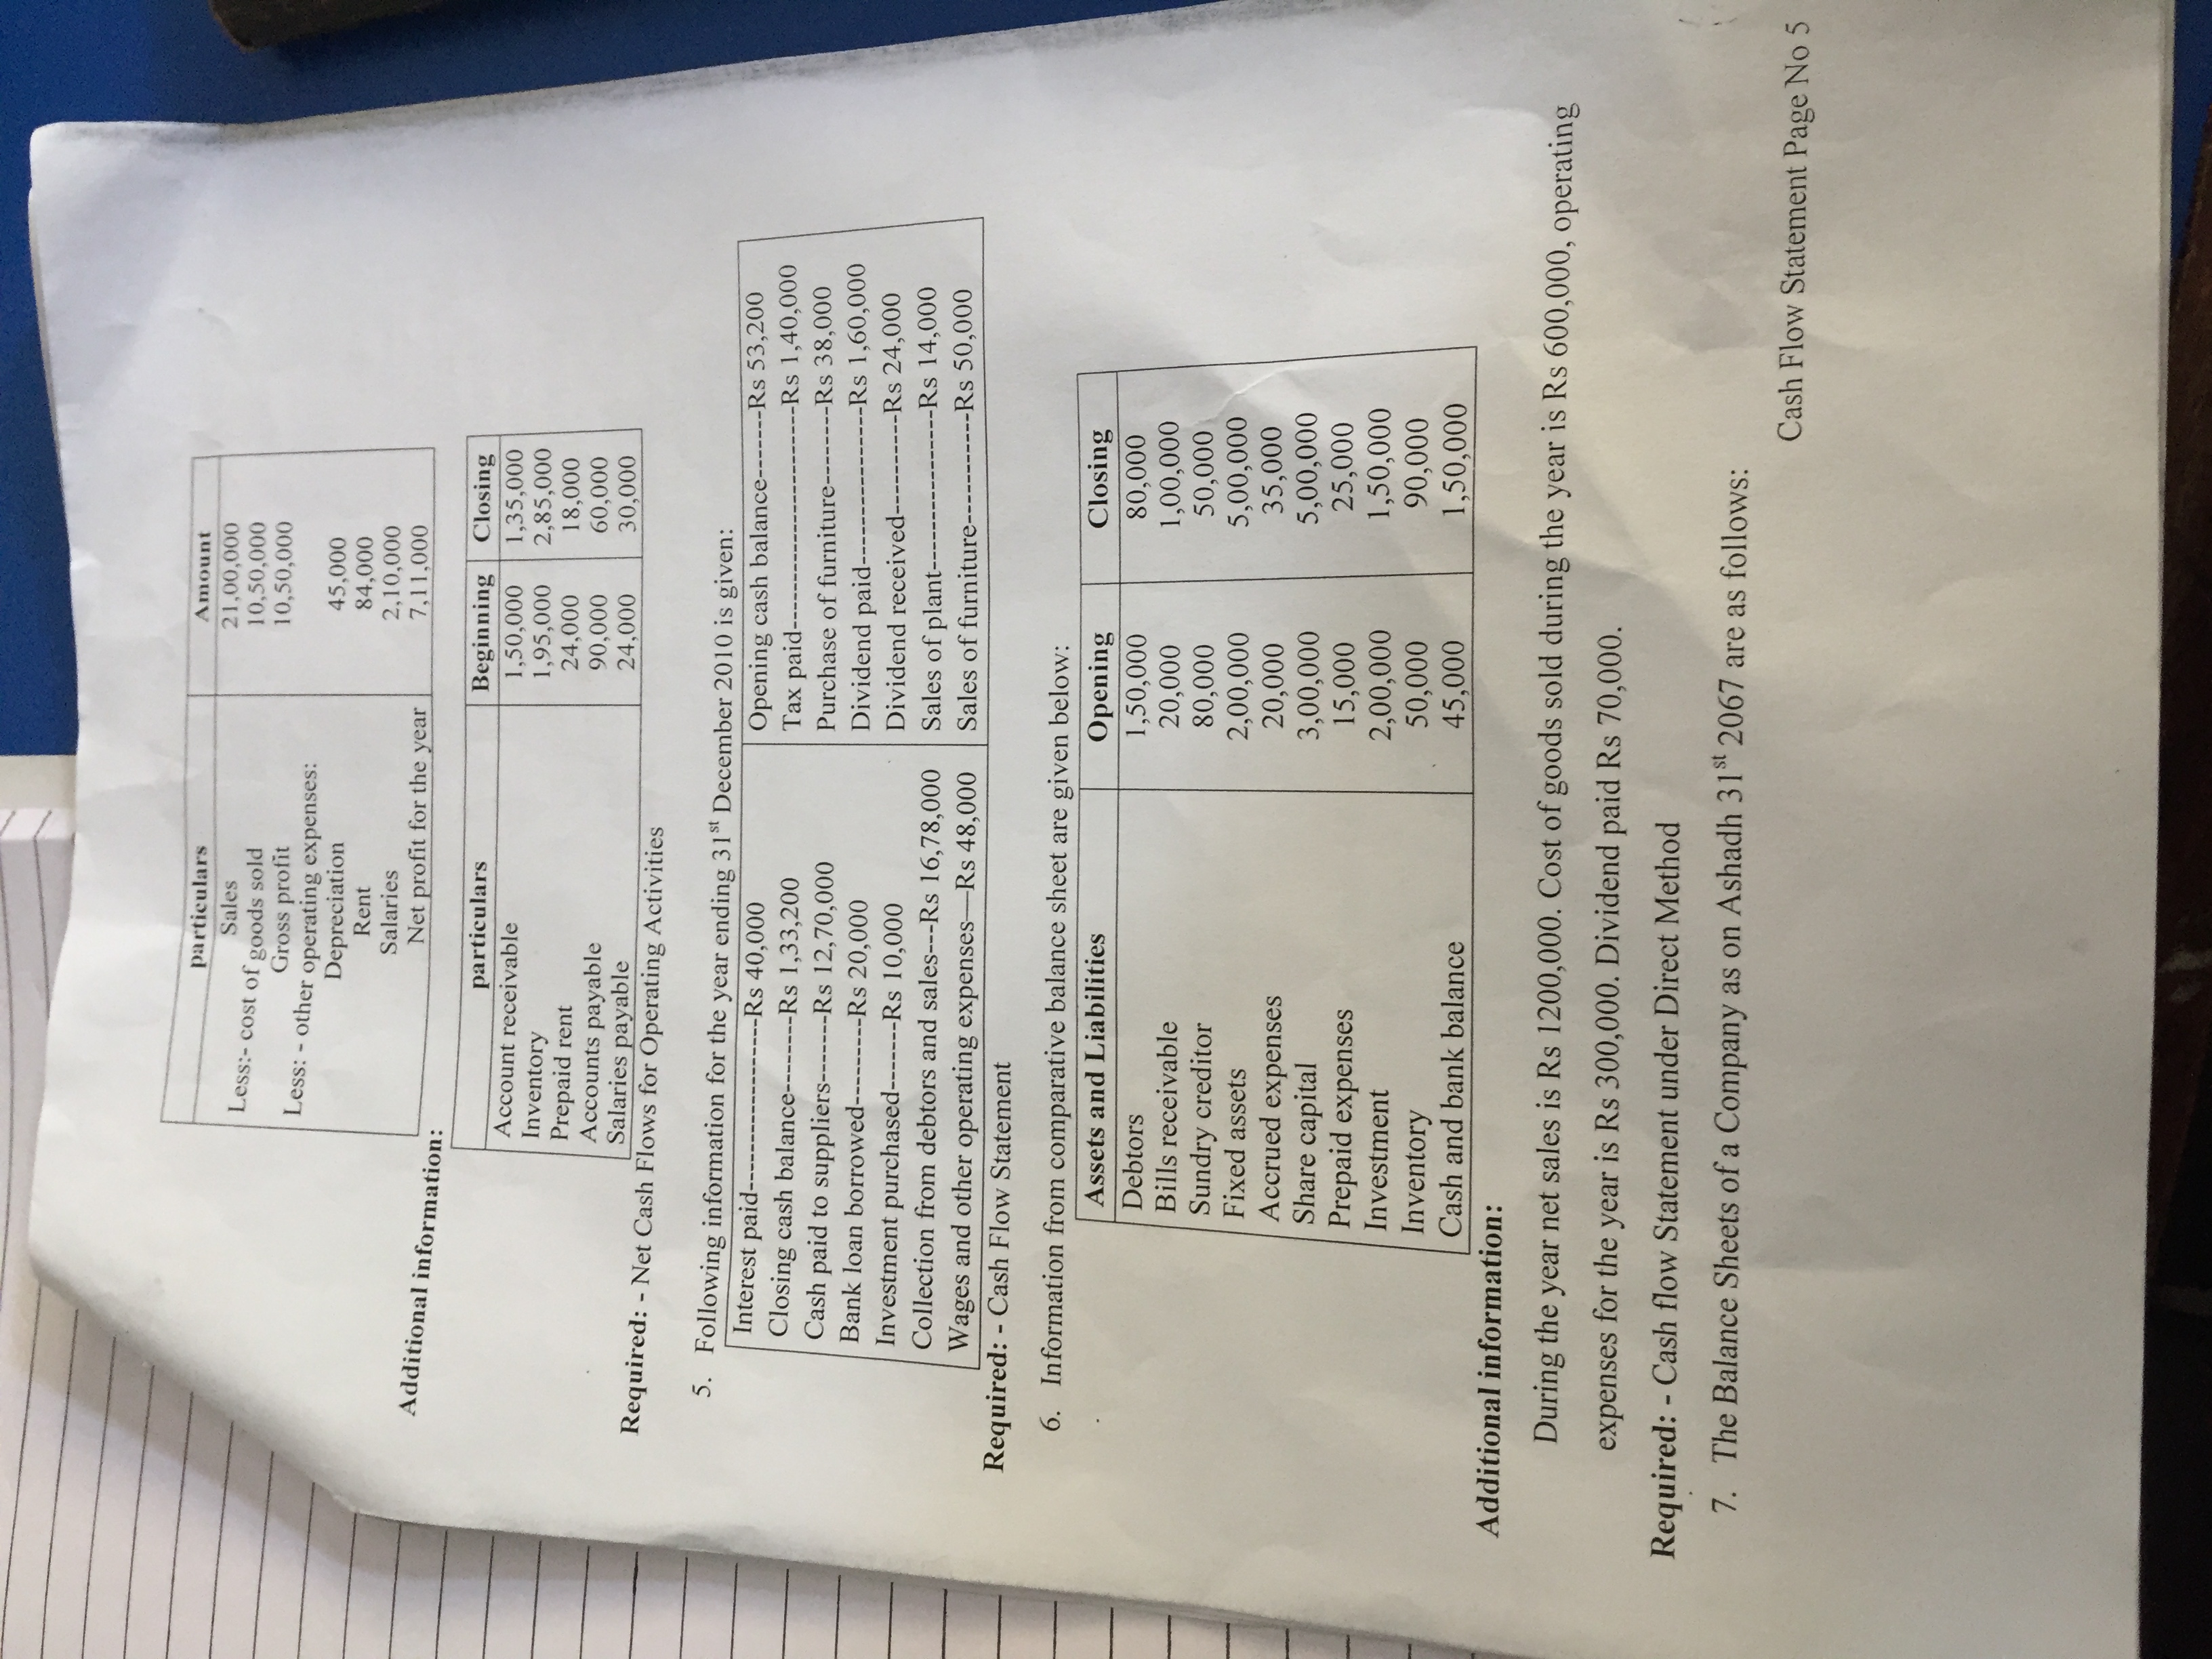 particulars Amount
Sales 21,00,000
Less:- cost of goods sold 10,50,000
Gross profit 10,50,000
Less: - other operating expenses:
Depreciation 45,000
Rent 84,000
Salaries 2,10,000
Net profit for the year 7,11,000
Additional information:
particulars Beginning Closing
Account receivable 1,50,000 1,35,000
Inventory 1,95,000 2,85,000
Prepaid rent 24,000 18,000
Accounts payable 90,000 60,000
Salaries payable 24,000 30,000
Required: - Net Cash Flows for Operating Activities
5. Following information for the year ending 31st December 2010 is given:
Interest paid------------------Rs 40,000 Opening cash balance-------Rs 53,200
Closing cash balance--------Rs 1,33,200 Tax paid-----------------------Rs 1,40,000
Cash paid to suppliers-------Rs 12,70,000 Purchase of furniture--------Rs 38,000
Bank loan borrowed---------Rs 20,000 Dividend paid----------------Rs 1,60,000
Investment purchased-------Rs 10,000 Dividend received----------Rs 24,000
Collection from debtors and sales---Rs 16,78,000 Sales of plant-----------------Rs 14,000
Wages and other operating expenses—Rs 48,000 Sales of furniture-----------Rs 50,000
Required: - Cash Flow Statement
6. Information from comparative balance sheet are given below:
Assets and Liabilities Opening Closing
Debtors 1,50,000 80,000
Bills receivable 20,000 1,00,000
Sundry creditor 80,000 50,000
Fixed assets 2,00,000 5,00,000
Accrued expenses 20,000 35,000
Share capital 3,00,000 5,00,000
Prepaid expenses 15,000 25,000
Investment 2,00,000 1,50,000
Inventory 50,000 90,000
Cash and bank balance 45,000 1,50,000
Additional information:
During the year net sales is Rs 1200,000. Cost of goods sold during the year is Rs 600,000, operating
expenses for the year is Rs 300,000. Dividend paid Rs 70,000.
Required: - Cash flow Statement under Direct Method
7. The Balance Sheets of a Company as on Ashadh 31st 2067 are as follows:
Cash Flow Statement Page No 5